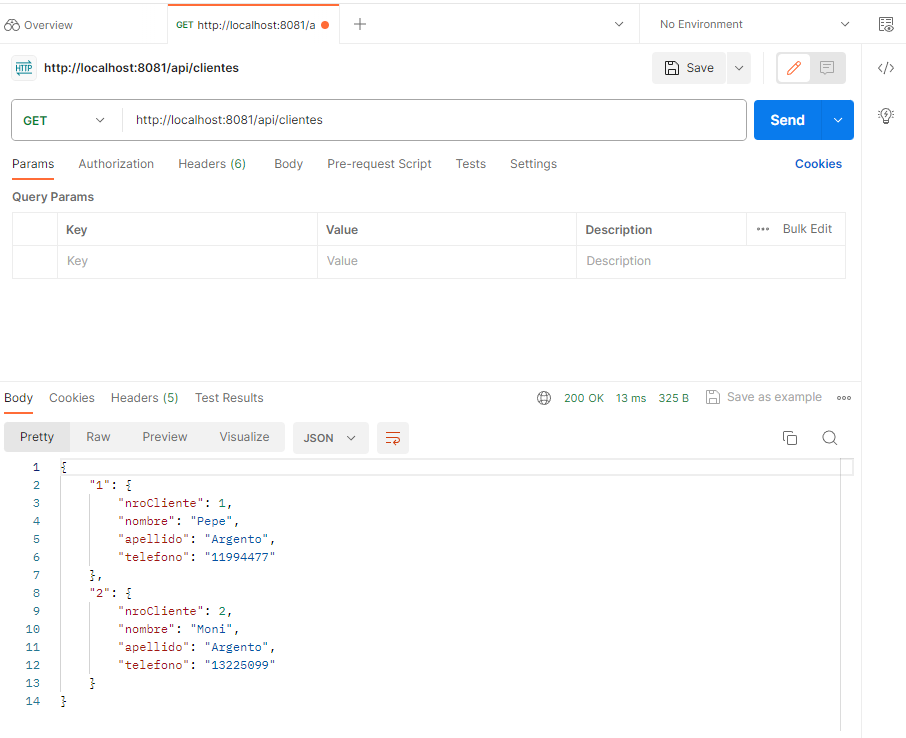 Overview
GET http://localhost:8081/a
No Environment
HTTP http://localhost:8081/api/clientes
Save
GET http://localhost:8081/api/clientes Send
Params Authorization Headers (6) Body Pre-request Script Tests Settings Cookies
Query Params
Key Value Description ••• Bulk Edit
Key Value Description
Body Cookies Headers (5) Test Results 200 OK 13 ms 325 B Save as example
Pretty Raw Preview Visualize JSON
1 {
2 "1": {
3 "nroCliente": 1,
4 "nombre": "Pepe",
5 "apellido": "Argento",
6 "telefono": "11994477"
7 },
8 "2": {
9 "nroCliente": 2,
10 "nombre": "Moni",
11 "apellido": "Argento",
12 "telefono": "13225099"
13 }
14 }